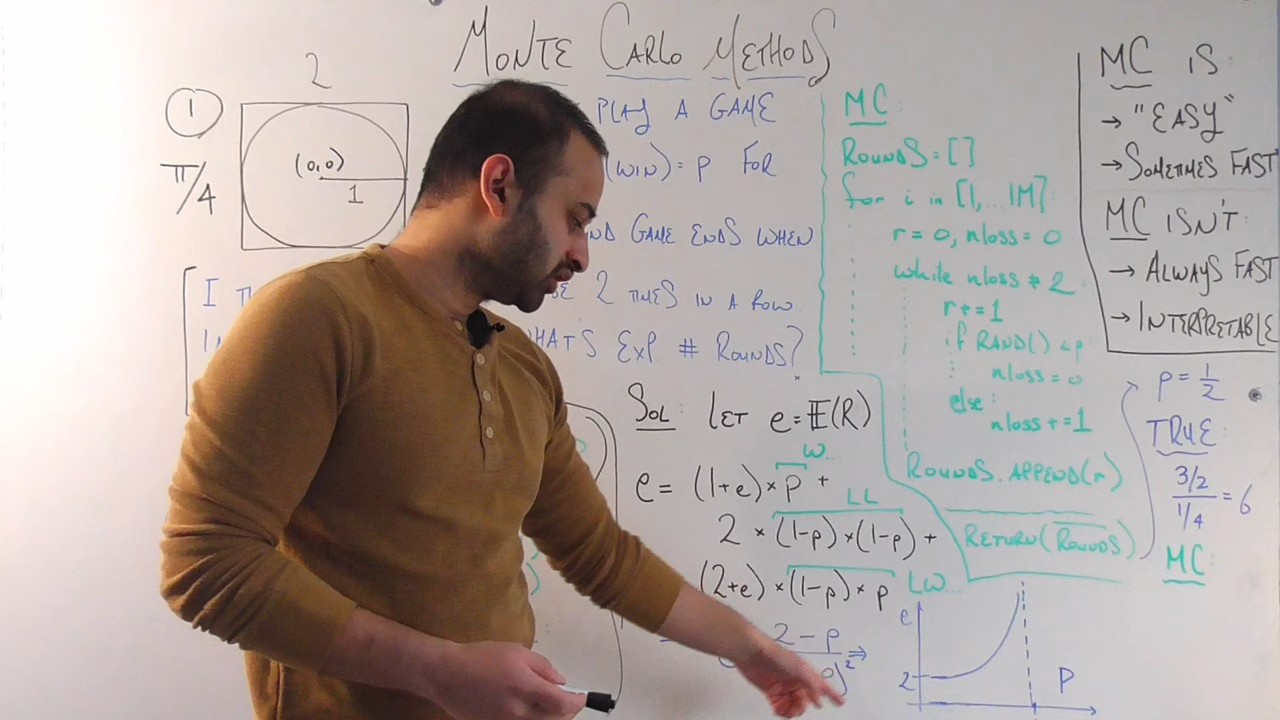 MONTE CARLO METHODS
2
①
π/4
(0,0)
1
PLAY A GAME
(WIN) = P FOR
GAME ENDS WHEN
2 TIMES IN A ROW.
EXP # ROUNDS?
SOL: LET e = 𝔼(R)
W...
e = (1+e) × p +
LL
2 × (1-p) × (1-p) +
(2+e) × (1-p) × p LW...
2 - p
⇒
MC:
ROUNDS = []
for i in [1, ... 1M]
r = 0, nloss = 0
while nloss ≠ 2:
r += 1
if RAND() < p
nloss = 0
else:
nloss += 1
ROUNDS.APPEND(r)
RETURN(ROUNDS)
MC IS:
→ "EASY"
→ SOMETIMES FAST
MC ISN'T:
→ ALWAYS FAST
→ INTERPRETABLE
p = 1/2
TRUE:
3/2
1/4
= 6
MC:
e
2
P